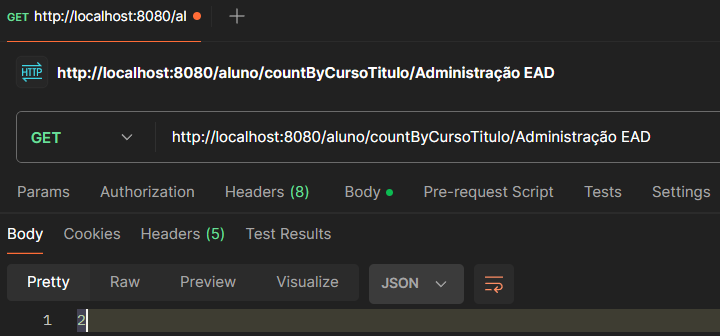 GET http://localhost:8080/al
HTTP http://localhost:8080/aluno/countByCursoTitulo/Administração EAD
GET http://localhost:8080/aluno/countByCursoTitulo/Administração EAD
Params Authorization Headers (8) Body Pre-request Script Tests Settings
Body Cookies Headers (5) Test Results
Pretty Raw Preview Visualize JSON
1 2